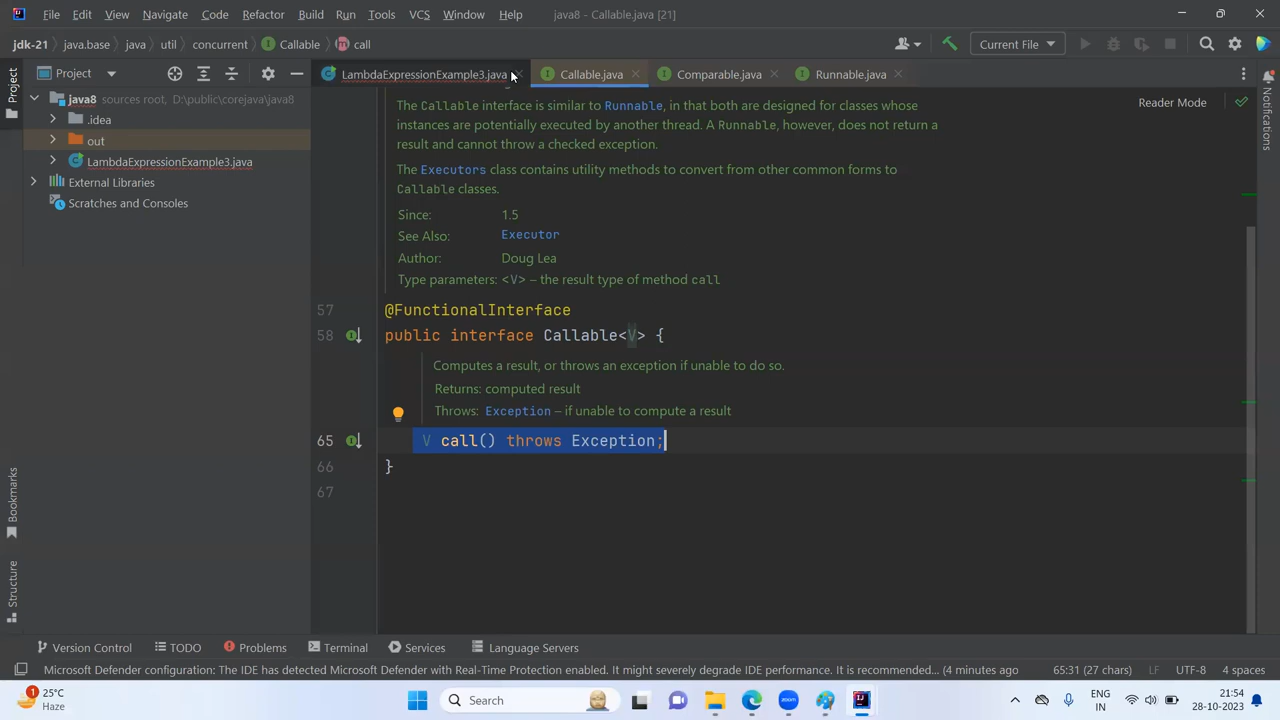 File Edit View Navigate Code Refactor Build Run Tools VCS Window Help java8 - Callable.java [21]
jdk-21 java.base java util concurrent Callable call Current File
Project
LambdaExpressionExample3.java Callable.java Comparable.java Runnable.java
java8 sources root, D:\public\corejava\java8
.idea
out
LambdaExpressionExample3.java
External Libraries
Scratches and Consoles
Project
Bookmarks
Structure
Notifications
Reader Mode
The Callable interface is similar to Runnable, in that both are designed for classes whose
instances are potentially executed by another thread. A Runnable, however, does not return a
result and cannot throw a checked exception.
The Executors class contains utility methods to convert from other common forms to
Callable classes.
Since: 1.5
See Also: Executor
Author: Doug Lea
Type parameters: <V> – the result type of method call
57 @FunctionalInterface
58 public interface Callable<V> {
Computes a result, or throws an exception if unable to do so.
Returns: computed result
Throws: Exception – if unable to compute a result
65 V call() throws Exception;
66 }
67
Version Control TODO Problems Terminal Services Language Servers
Microsoft Defender configuration: The IDE has detected Microsoft Defender with Real-Time Protection enabled. It might severely degrade IDE performance. It is recommended... (4 minutes ago) 65:31 (27 chars) LF UTF-8 4 spaces
1
25°C
Haze
Search
zoom
ENG
IN
21:54
28-10-2023